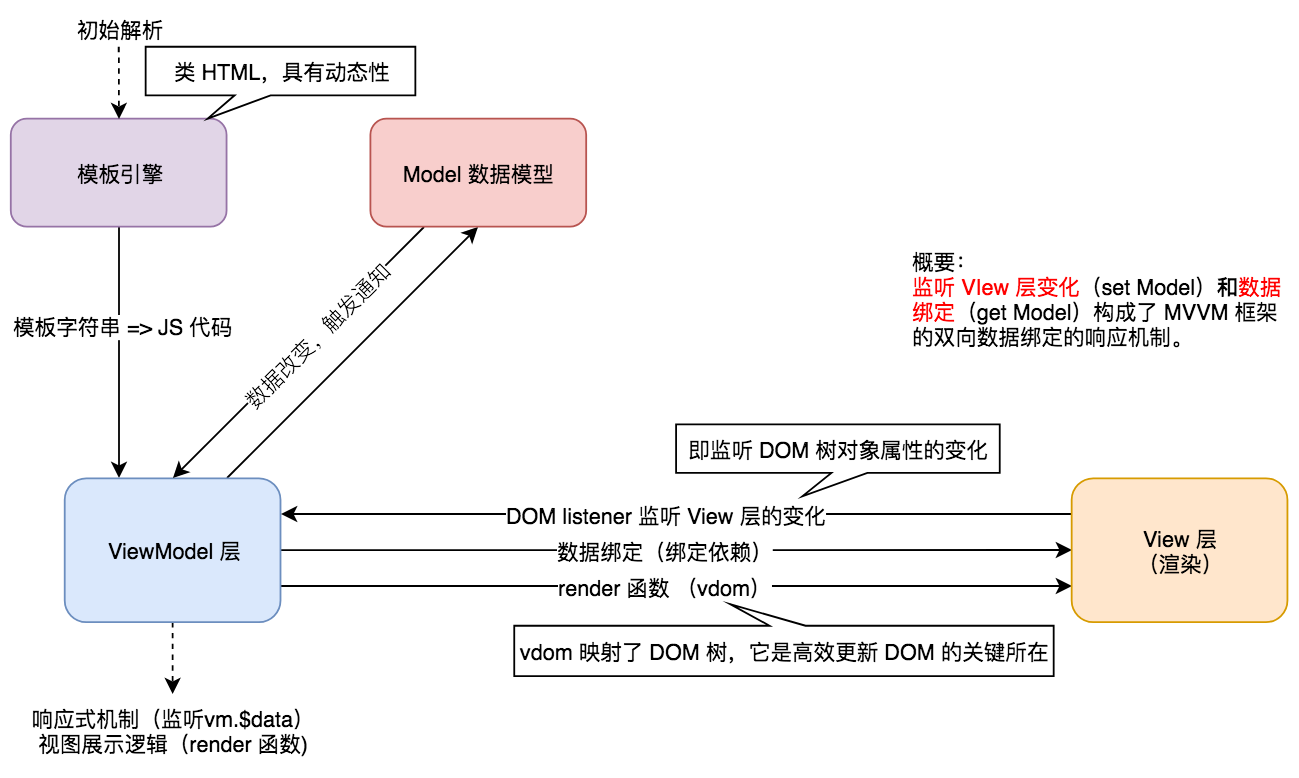 初始解析
类 HTML，具有动态性
模板引擎
Model 数据模型
概要：
监听 VIew 层变化（set Model）和数据
绑定（get Model）构成了 MVVM 框架
的双向数据绑定的响应机制。
模板字符串 => JS 代码
数据改变，触发通知
即监听 DOM 树对象属性的变化
DOM listener 监听 View 层的变化
ViewModel 层
数据绑定（绑定依赖）
View 层
（渲染）
render 函数 （vdom）
vdom 映射了 DOM 树，它是高效更新 DOM 的关键所在
响应式机制（监听vm.$data）
视图展示逻辑（render 函数)